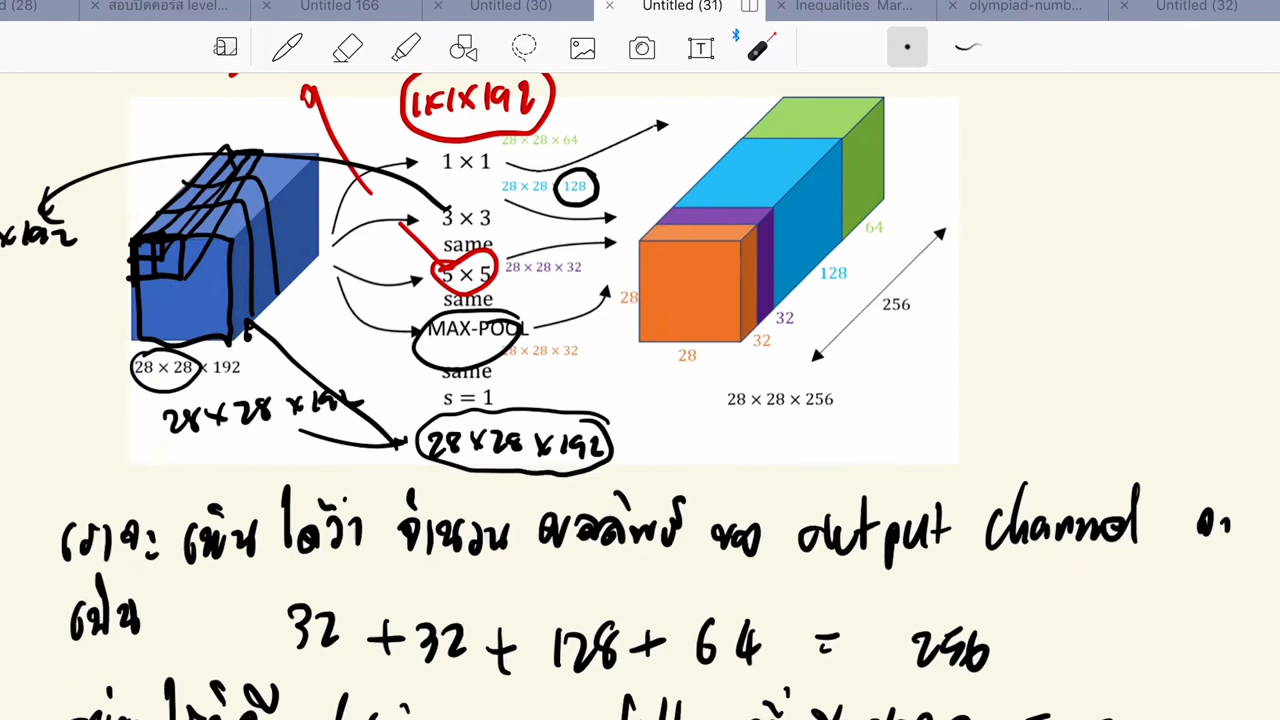 (28)
สอบปิดคอร์ส level...
Untitled 166
Untitled (30)
Untitled (31)
Inequalities Mar...
olympiad-numb...
Untitled (32)
1×1×192
28 × 28 × 64
1 × 1
28 × 28 × 128
3 × 3
same
×192
5 × 5
28 × 28 × 32
same
MAX-POOL
28 × 28 × 32
same
s = 1
28 × 28 × 192
28 × 28 × 192
28 × 28 × 192
64
128
256
32
32
28
28
28 × 28 × 256
เราจะ เห็น ได้ว่า จำนวน ผลลัพธ์ ของ output channel จะ
เป็น 32 + 32 + 128 + 64 = 256